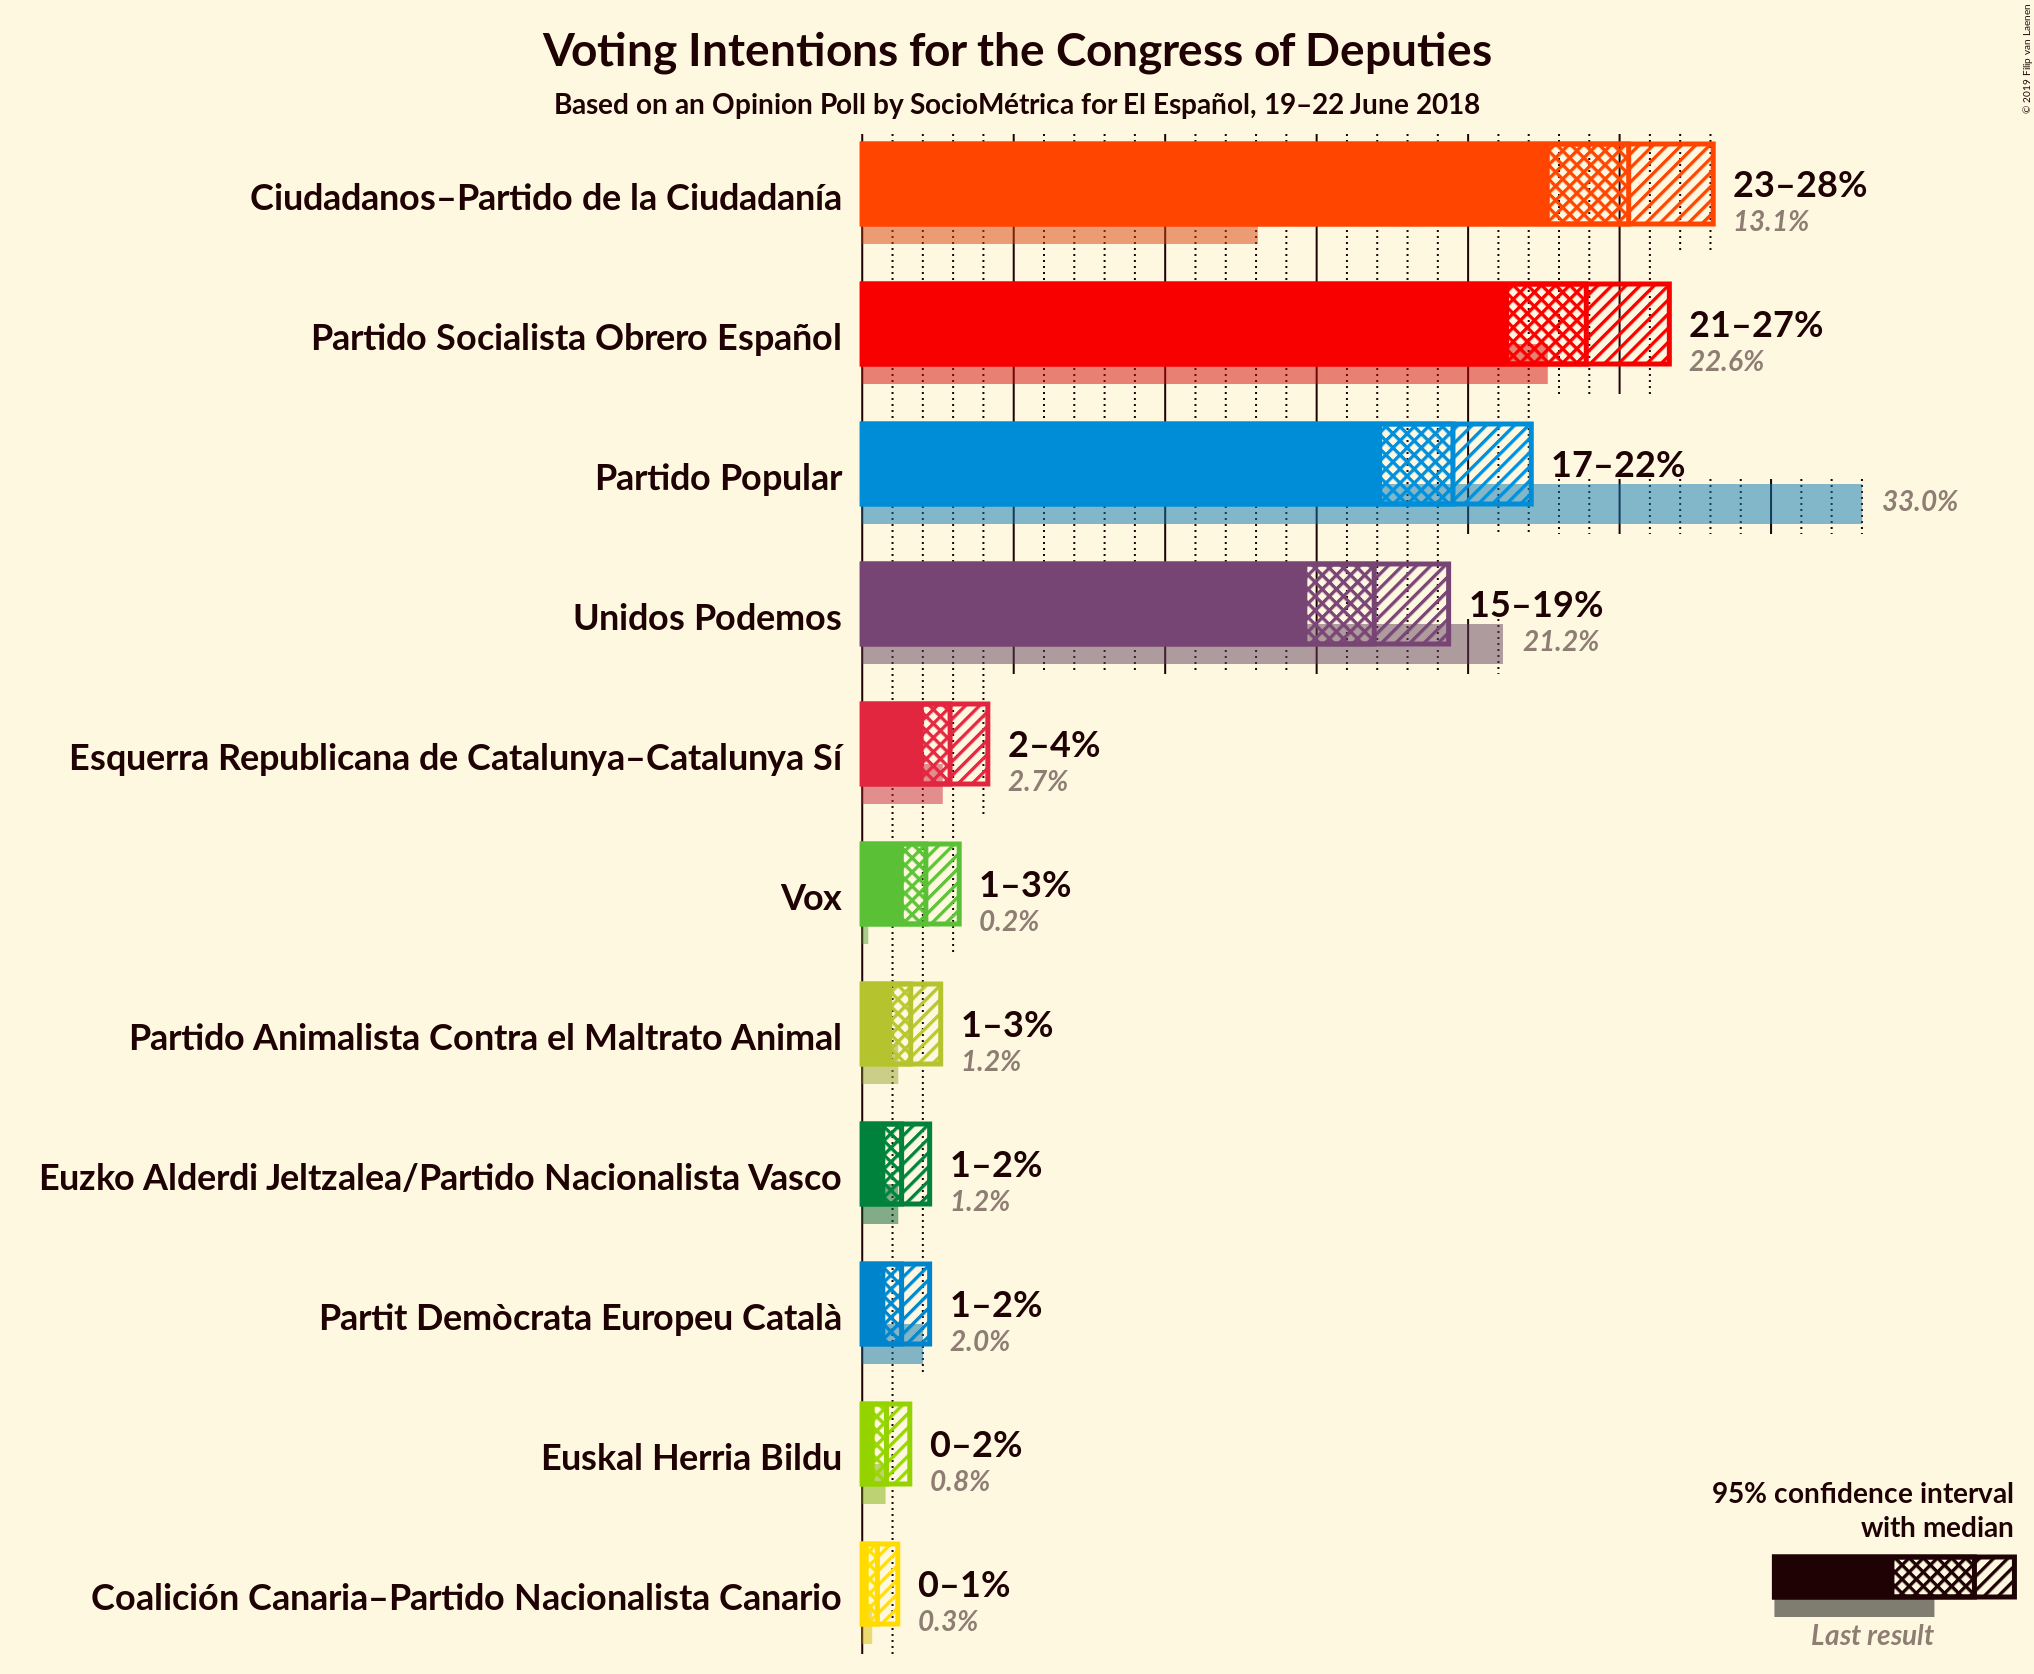 Voting Intentions for the Congress of Deputies
Based on an Opinion Poll by SocioMétrica for El Español, 19–22 June 2018
© 2019 Filip van Laenen
Ciudadanos–Partido de la Ciudadanía
23–28%
13.1%
Partido Socialista Obrero Español
21–27%
22.6%
Partido Popular
17–22%
33.0%
Unidos Podemos
15–19%
21.2%
Esquerra Republicana de Catalunya–Catalunya Sí
2–4%
2.7%
Vox
1–3%
0.2%
Partido Animalista Contra el Maltrato Animal
1–3%
1.2%
Euzko Alderdi Jeltzalea/Partido Nacionalista Vasco
1–2%
1.2%
Partit Demòcrata Europeu Català
1–2%
2.0%
Euskal Herria Bildu
0–2%
0.8%
Coalición Canaria–Partido Nacionalista Canario
0–1%
0.3%
95% confidence interval
with median
Last result